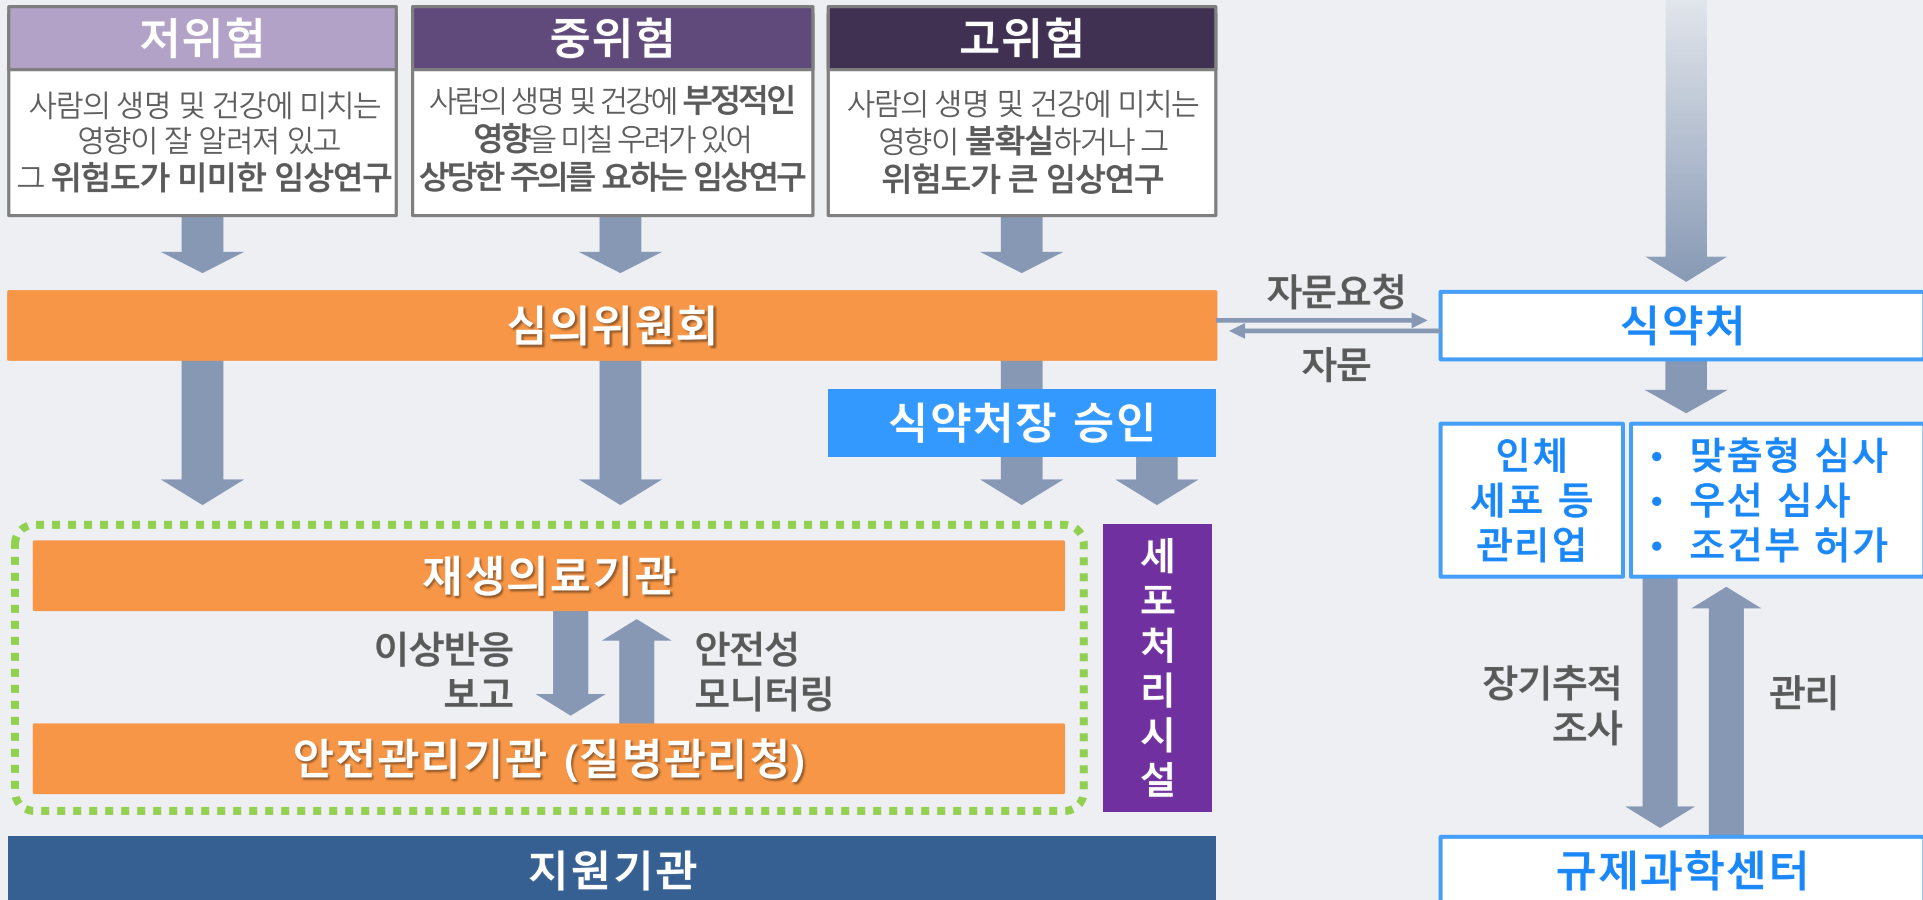 저위험
사람의 생명 및 건강에 미치는
영향이 잘 알려져 있고
그 위험도가 미미한 임상연구
중위험
사람의 생명 및 건강에 부정적인
영향을 미칠 우려가 있어
상당한 주의를 요하는 임상연구
고위험
사람의 생명 및 건강에 미치는
영향이 불확실하거나 그
위험도가 큰 임상연구
심의위원회
자문요청
자문
식약처
식약처장 승인
인체
세포 등
관리업
• 맞춤형 심사
• 우선 심사
• 조건부 허가
재생의료기관
이상반응
보고
안전성
모니터링
안전관리기관 (질병관리청)
세
포
처
리
시
설
장기추적
조사
관리
지원기관
규제과학센터